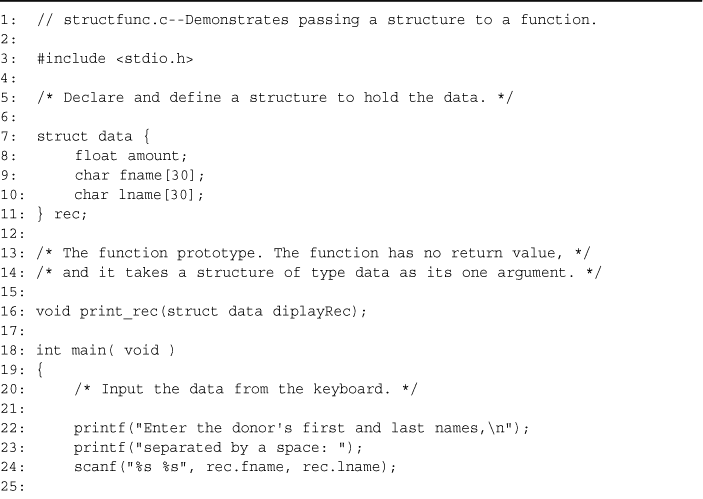 1: // structfunc.c--Demonstrates passing a structure to a function.
2:
3: #include <stdio.h>
4:
5: /* Declare and define a structure to hold the data. */
6:
7: struct data {
8:     float amount;
9:     char fname[30];
10:     char lname[30];
11: } rec;
12:
13: /* The function prototype. The function has no return value, */
14: /* and it takes a structure of type data as its one argument. */
15:
16: void print_rec(struct data diplayRec);
17:
18: int main( void )
19: {
20:     /* Input the data from the keyboard. */
21:
22:     printf("Enter the donor's first and last names,\n");
23:     printf("separated by a space: ");
24:     scanf("%s %s", rec.fname, rec.lname);
25: